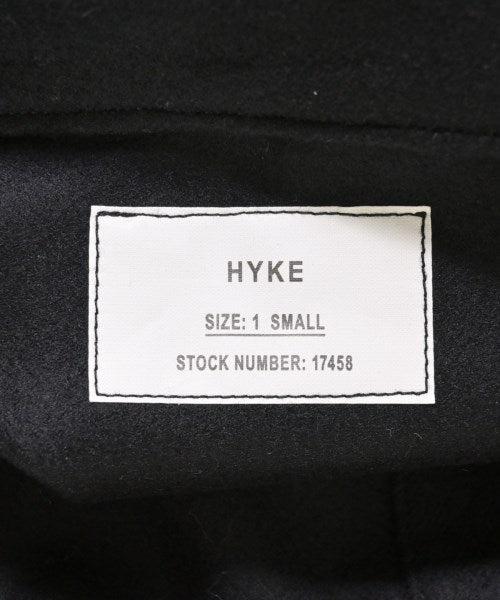 HYKE
SIZE: 1 SMALL
STOCK NUMBER: 17458